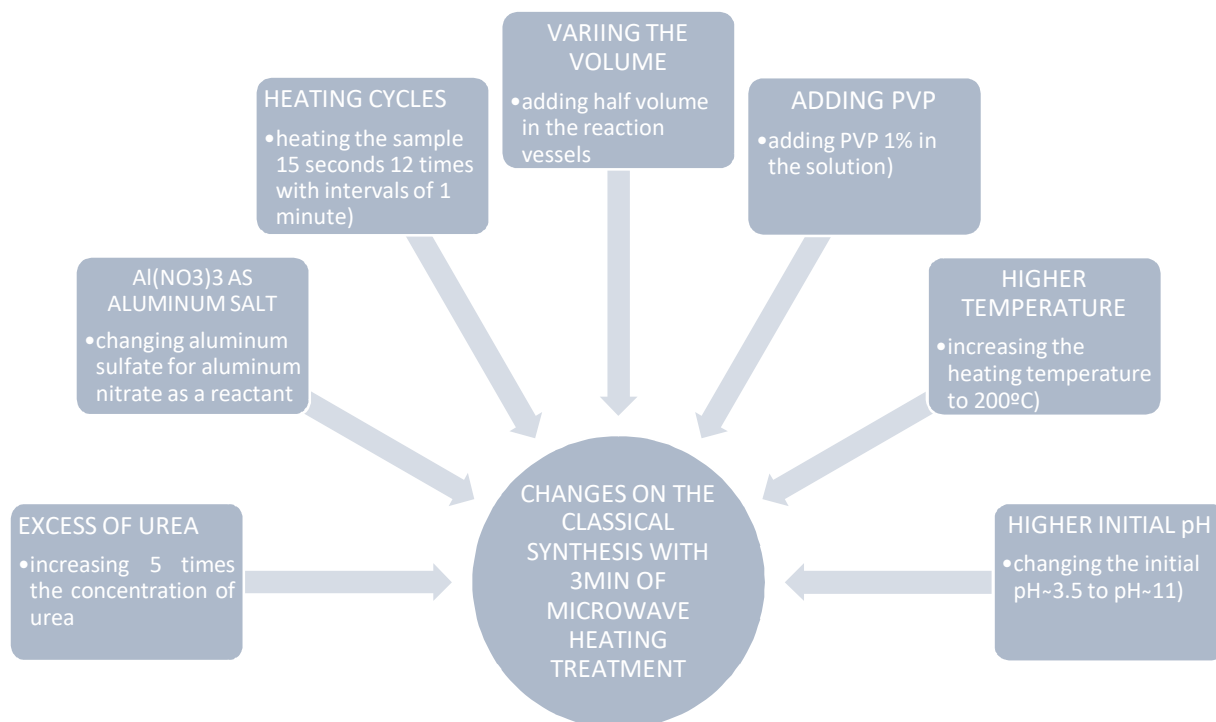 EXCESS OF UREA
•increasing 5 times
the concentration of
urea
Al(NO3)3 AS
ALUMINUM SALT
•changing aluminum
sulfate for aluminum
nitrate as a reactant
HEATING CYCLES
•heating the sample
15 seconds 12 times
with intervals of 1
minute)
VARIING THE
VOLUME
•adding half volume
in the reaction
vessels
ADDING PVP
•adding PVP 1% in
the solution)
HIGHER
TEMPERATURE
•increasing the
heating temperature
to 200ºC)
HIGHER INITIAL pH
•changing the initial
pH~3.5 to pH~11)
CHANGES ON THE
CLASSICAL
SYNTHESIS WITH
3MIN OF
MICROWAVE
HEATING
TREATMENT